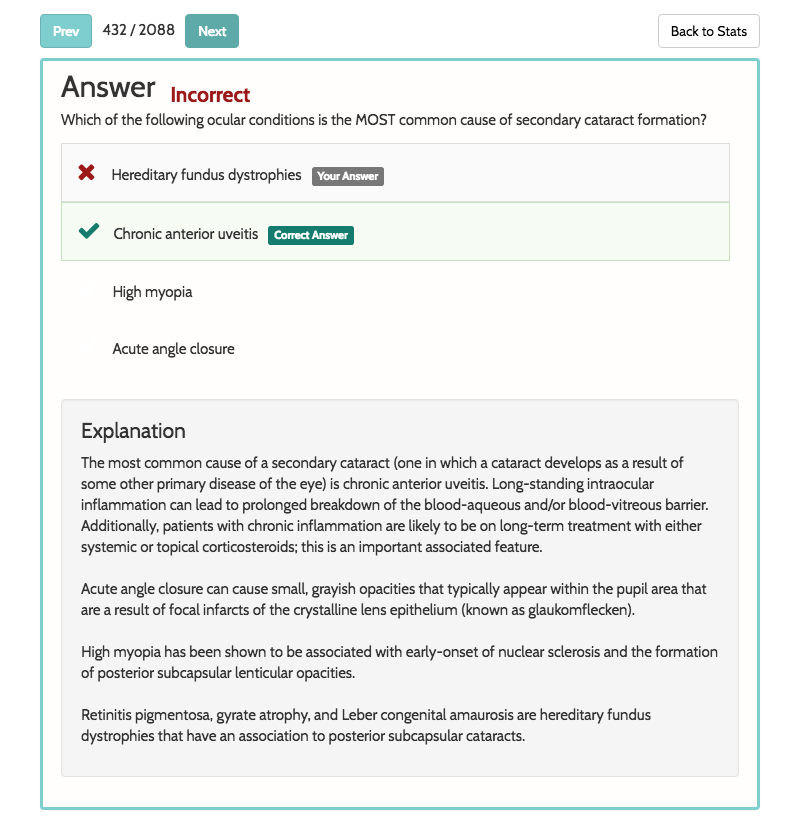 Prev 432 / 2088 Next Back to Stats
Answer Incorrect
Which of the following ocular conditions is the MOST common cause of secondary cataract formation?
Hereditary fundus dystrophies Your Answer
Chronic anterior uveitis Correct Answer
High myopia
Acute angle closure
Explanation
The most common cause of a secondary cataract (one in which a cataract develops as a result of
some other primary disease of the eye) is chronic anterior uveitis. Long-standing intraocular
inflammation can lead to prolonged breakdown of the blood-aqueous and/or blood-vitreous barrier.
Additionally, patients with chronic inflammation are likely to be on long-term treatment with either
systemic or topical corticosteroids; this is an important associated feature.
Acute angle closure can cause small, grayish opacities that typically appear within the pupil area that
are a result of focal infarcts of the crystalline lens epithelium (known as glaukomflecken).
High myopia has been shown to be associated with early-onset of nuclear sclerosis and the formation
of posterior subcapsular lenticular opacities.
Retinitis pigmentosa, gyrate atrophy, and Leber congenital amaurosis are hereditary fundus
dystrophies that have an association to posterior subcapsular cataracts.